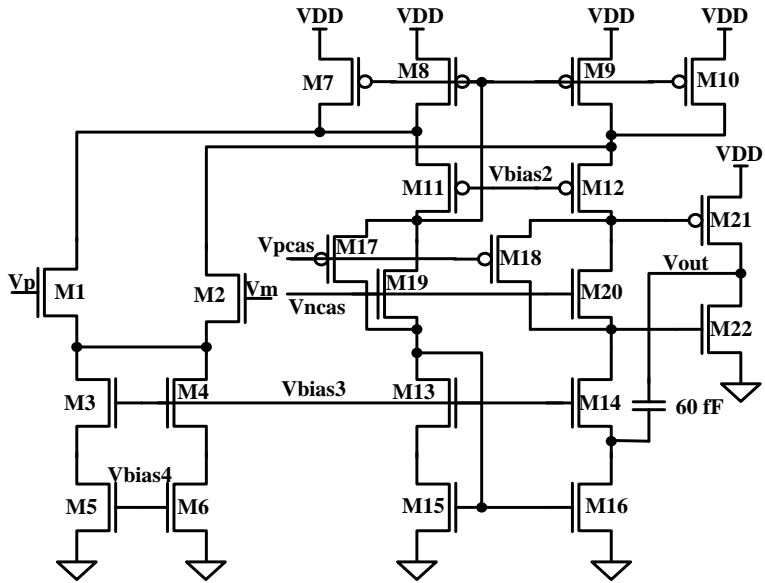 VDD VDD VDD VDD
M7 M8 M9 M10
M11 Vbias2 M12
VDD
M21
Vpcas M17 M18
Vout
Vp M1 M2 Vm Vncas M19 M20
M22
M3 M4 Vbias3 M13 M14 60 fF
Vbias4
M5 M6 M15 M16